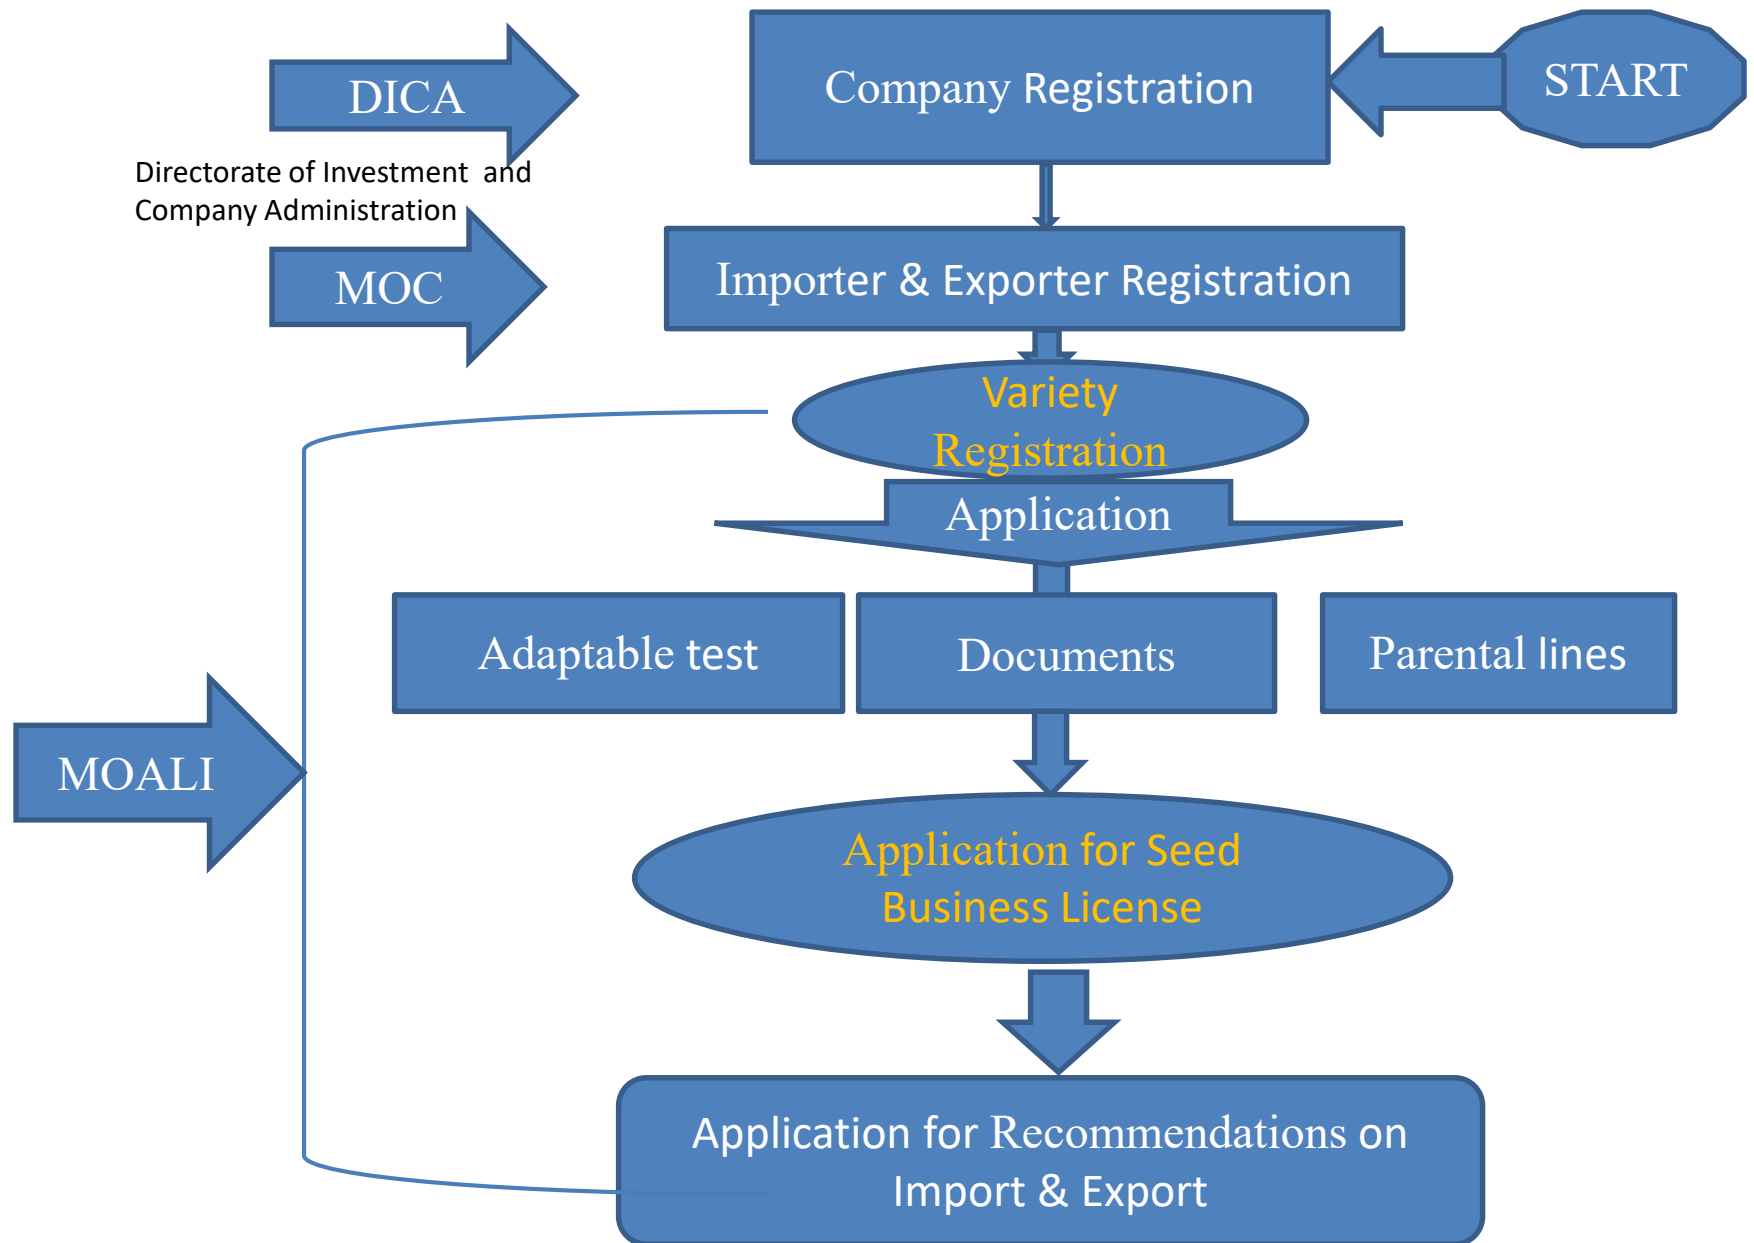 DICA
Company Registration
START
Directorate of Investment and
Company Administration
MOC
Importer & Exporter Registration
Variety
Registration
Application
Adaptable test
Documents
Parental lines
MOALI
Application for Seed
Business License
Application for Recommendations on
Import & Export